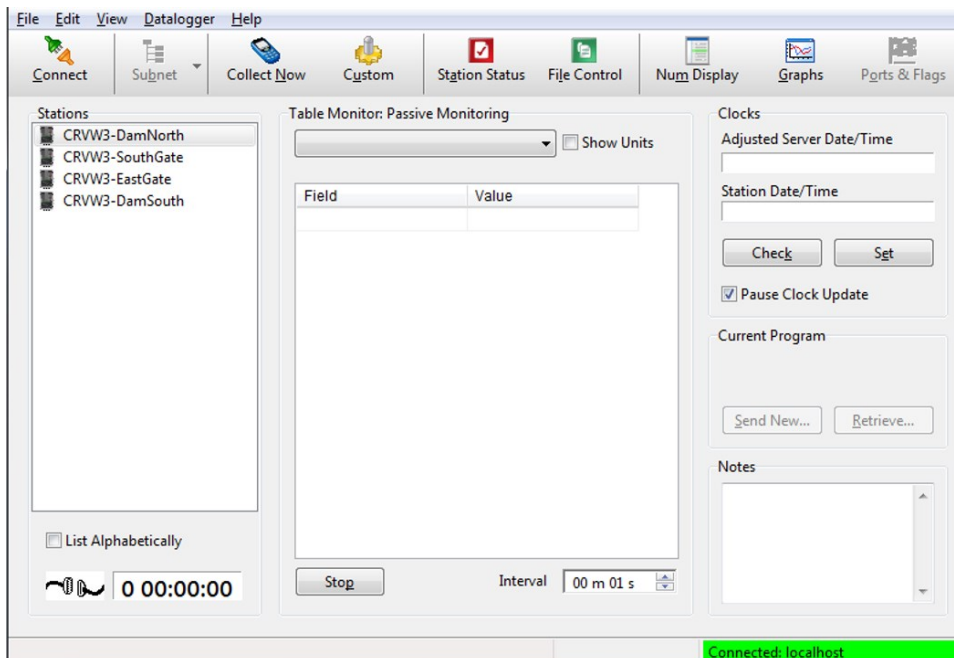 File Edit View Datalogger Help
Connect Subnet Collect Now Custom Station Status File Control Num Display Graphs Ports & Flags
Stations
CRVW3-DamNorth
CRVW3-SouthGate
CRVW3-EastGate
CRVW3-DamSouth
List Alphabetically
0 00:00:00
Table Monitor: Passive Monitoring
Show Units
Field Value
Stop Interval 00 m 01 s
Clocks
Adjusted Server Date/Time
Station Date/Time
Check Set
Pause Clock Update
Current Program
Send New... Retrieve...
Notes
Connected: localhost